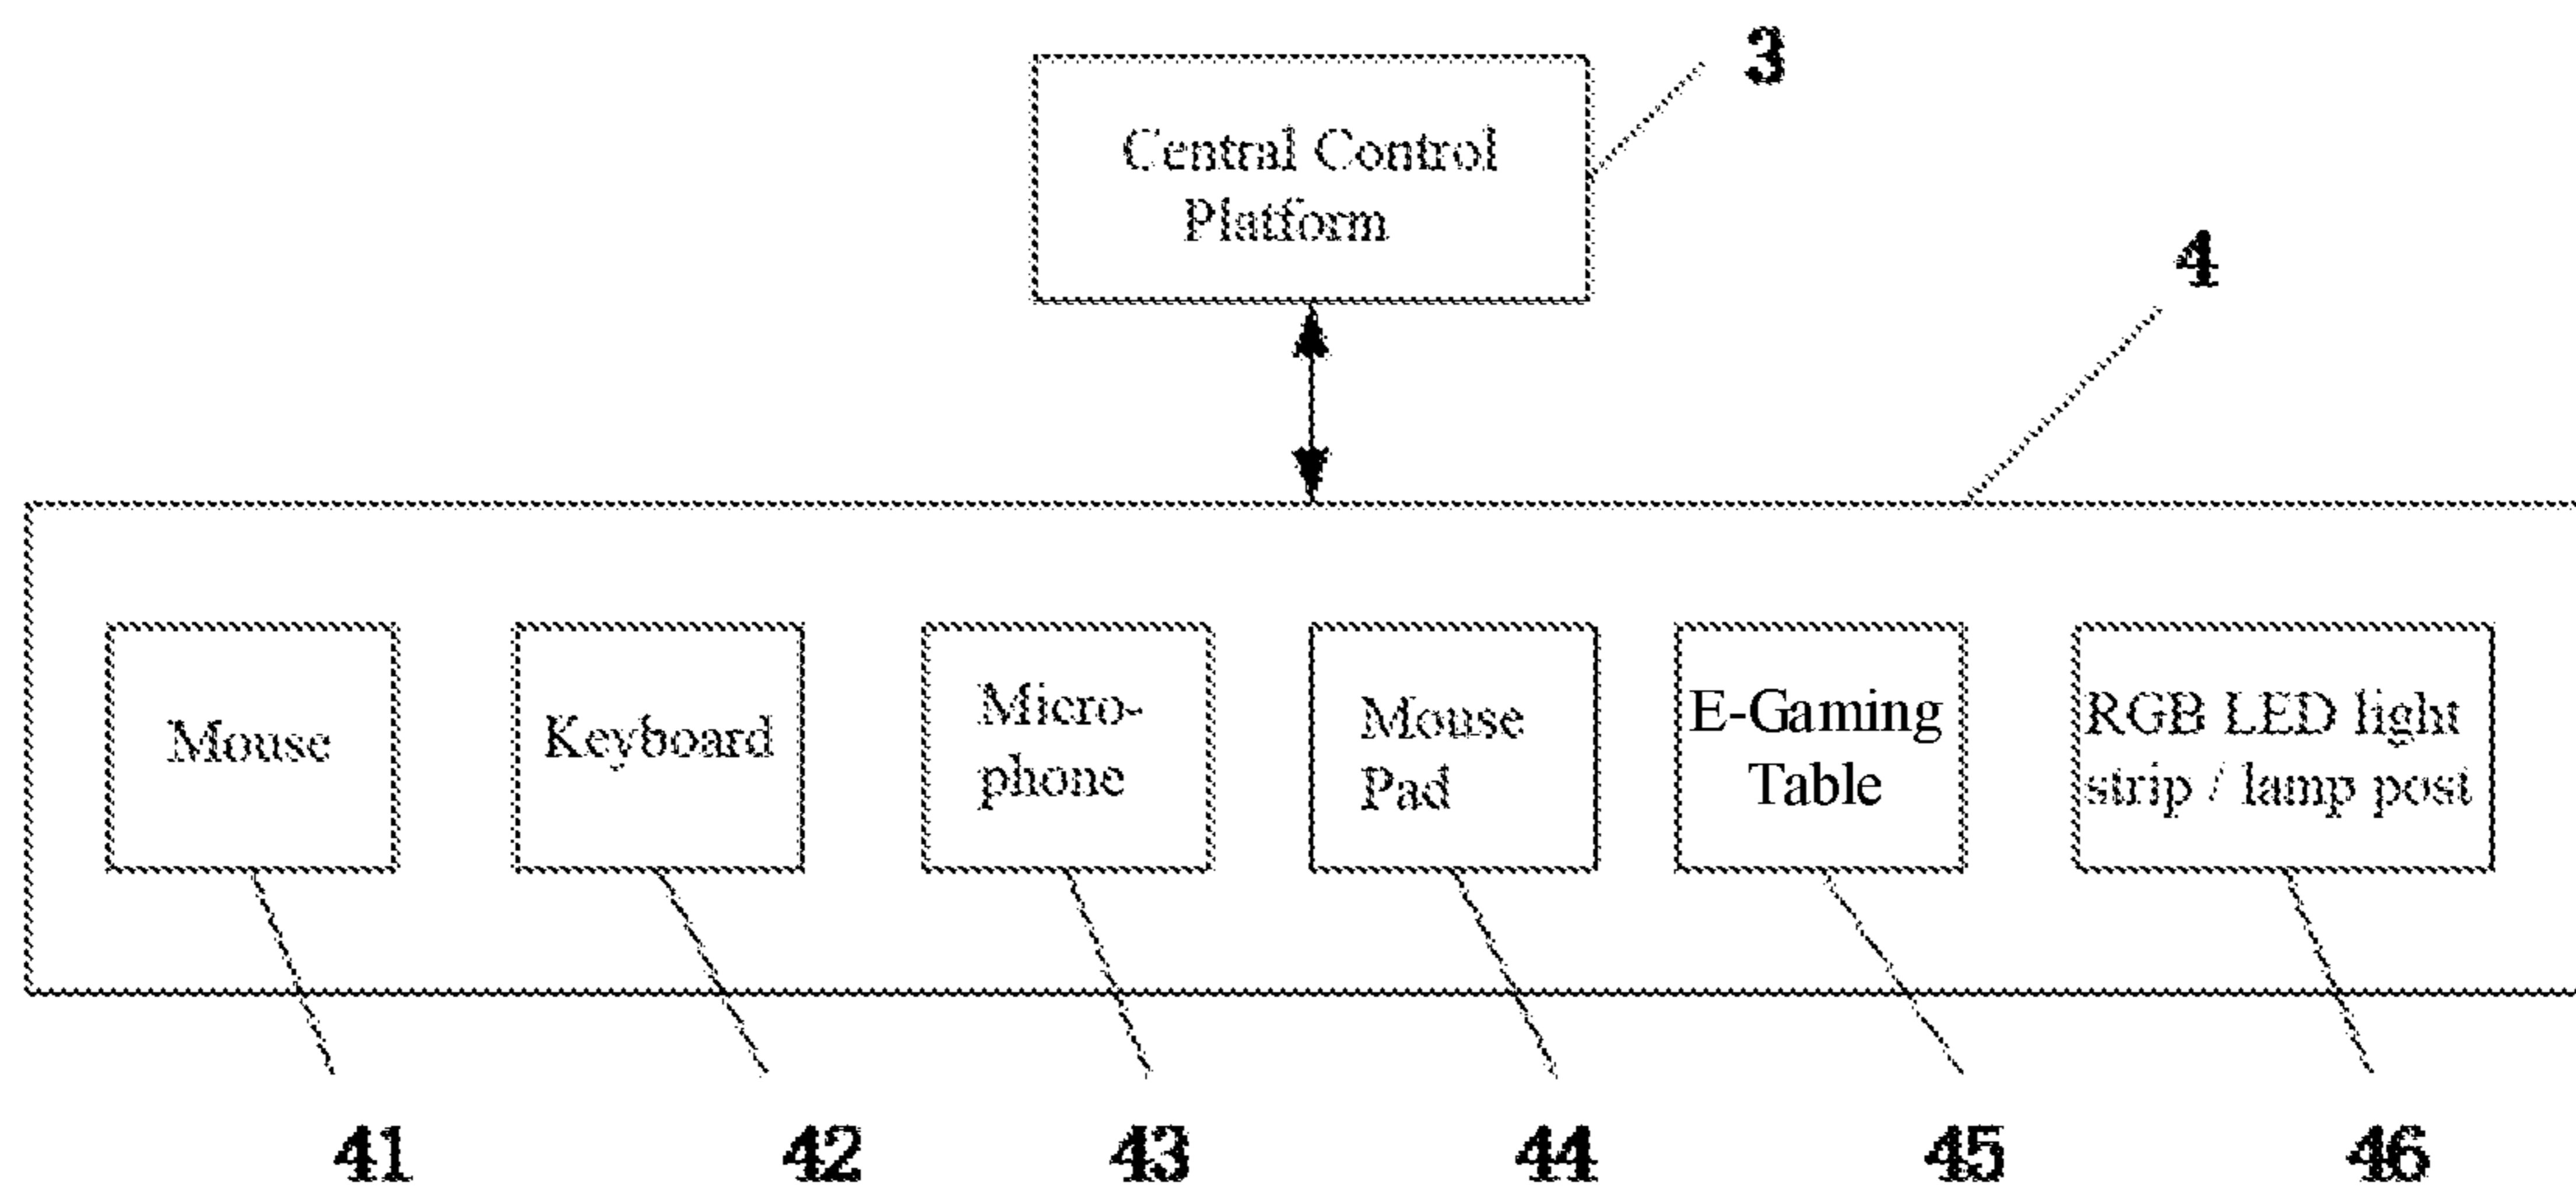 3
Central Control
Platform
4
Mouse
Keyboard
Micro-
phone
Mouse
Pad
E-Gaming
Table
RGB LED light
strip / lamp post
41
42
43
44
45
46